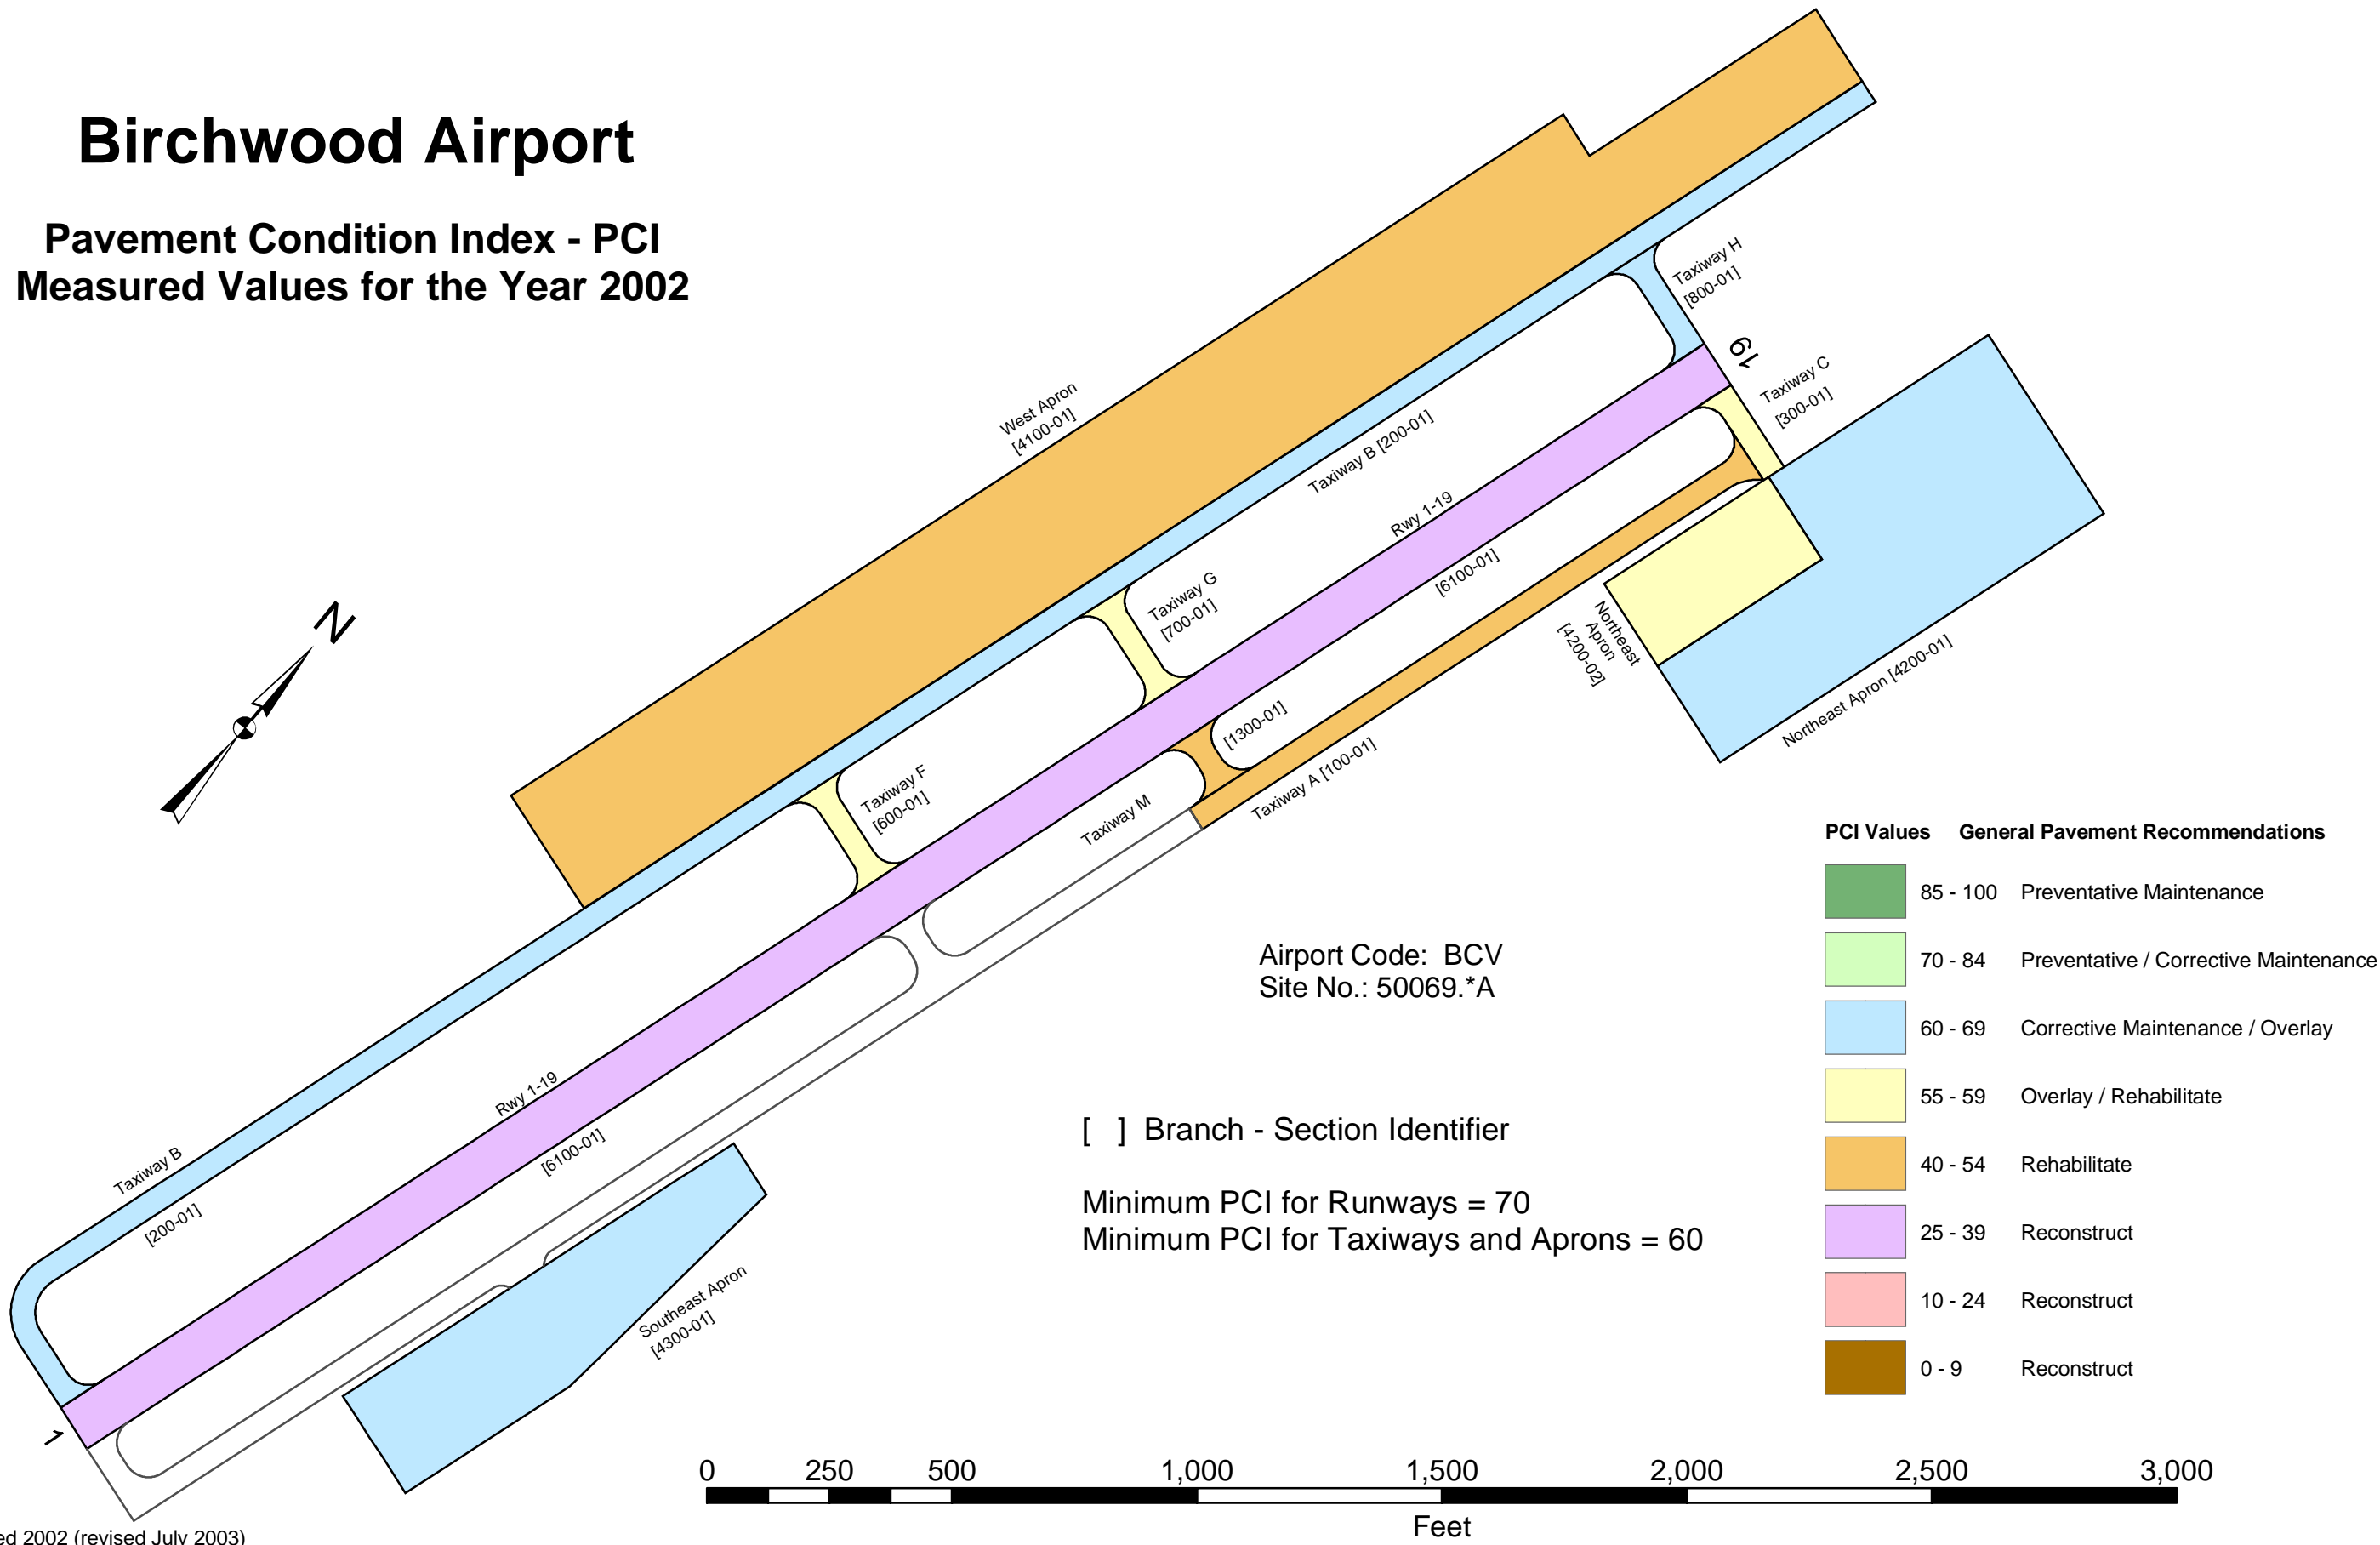 Birchwood Airport
Pavement Condition Index - PCI
Measured Values for the Year 2002
N
West Apron
[4100-01]
Taxiway H
[800-01]
19
Taxiway C
[300-01]
Taxiway B [200-01]
Rwy 1-19
[6100-01]
Taxiway G
[700-01]
Northeast
Apron
[4200-02]
Northeast Apron [4200-01]
[1300-01]
Taxiway A [100-01]
Taxiway F
[600-01]
Taxiway M
Rwy 1-19
[6100-01]
Taxiway B
[200-01]
Southeast Apron
[4300-01]
1
Airport Code: BCV
Site No.: 50069.*A
[ ] Branch - Section Identifier
Minimum PCI for Runways = 70
Minimum PCI for Taxiways and Aprons = 60
PCI Values General Pavement Recommendations
85 - 100 Preventative Maintenance
70 - 84 Preventative / Corrective Maintenance
60 - 69 Corrective Maintenance / Overlay
55 - 59 Overlay / Rehabilitate
40 - 54 Rehabilitate
25 - 39 Reconstruct
10 - 24 Reconstruct
0 - 9 Reconstruct
0 250 500 1,000 1,500 2,000 2,500 3,000
Feet
2002 (revised July 2003)